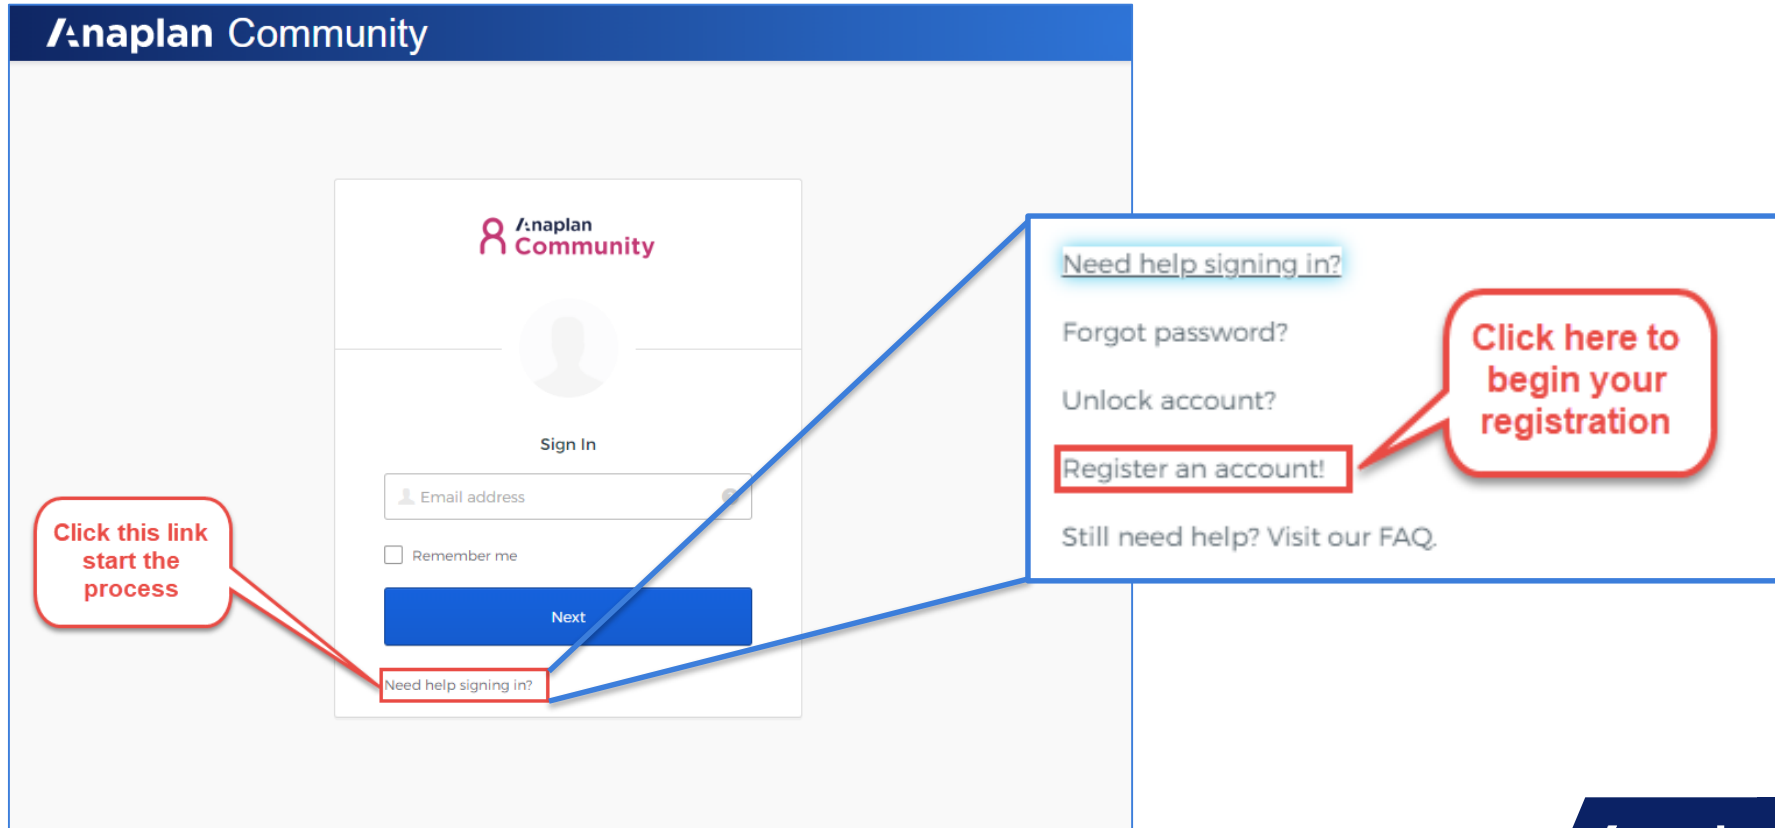 Anaplan Community
Anaplan
Community
Sign In
Email address
Remember me
Next
Need help signing in?
Click this link
start the
process
Need help signing in?
Forgot password?
Unlock account?
Register an account!
Still need help? Visit our FAQ.
Click here to
begin your
registration